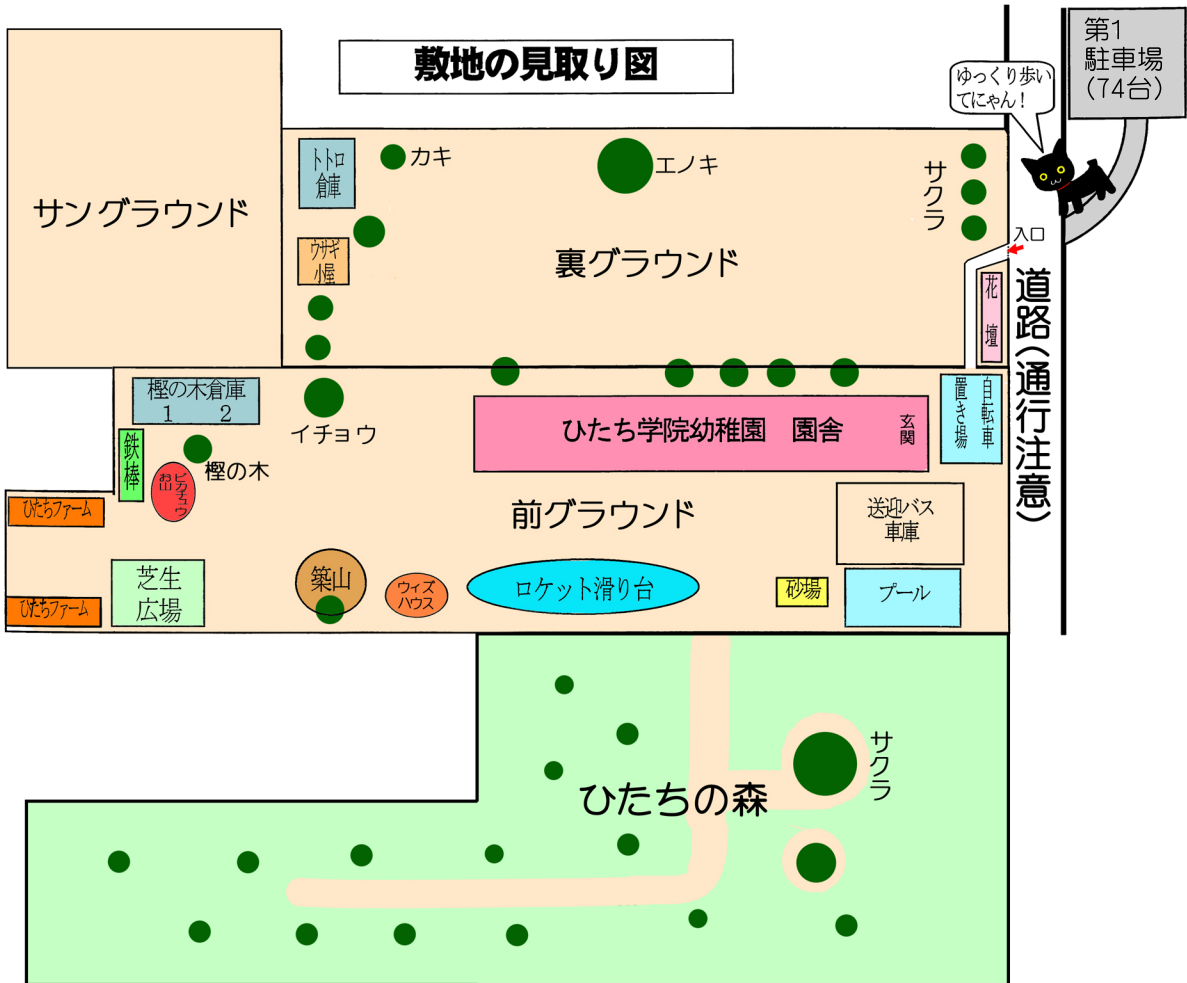 敷地の見取り図
第1
駐車場
(74台)
ゆっくり歩い
てにゃん!
サングラウンド
トトロ
倉庫
カキ
エノキ
サクラ
ウサギ
小屋
裏グラウンド
入口
花壇
道路(通行注意)
樫の木倉庫
1 2
イチョウ
ひたち学院幼稚園 園舎
玄関
自転車
置き場
鉄棒
樫の木
ピカチュウ
お山
ひたちファーム
前グラウンド
送迎バス
車庫
芝生
広場
築山
ウィズ
ハウス
ロケット滑り台
砂場
プール
ひたちファーム
サクラ
ひたちの森